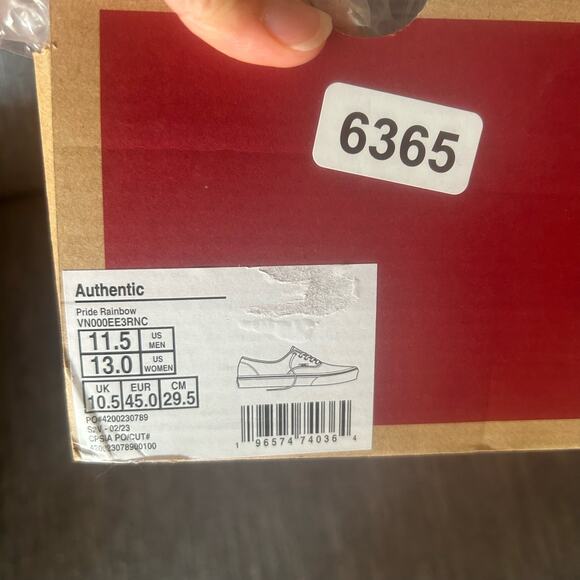 6365
Authentic
Pride Rainbow
VN000EE3RNC
11.5 US MEN
13.0 US WOMEN
UK EUR CM
10.5 45.0 29.5
PO#4200230789
SzV - 02/23
CPSIA PO/CUT#
420023078900100
1 96574 74036 4